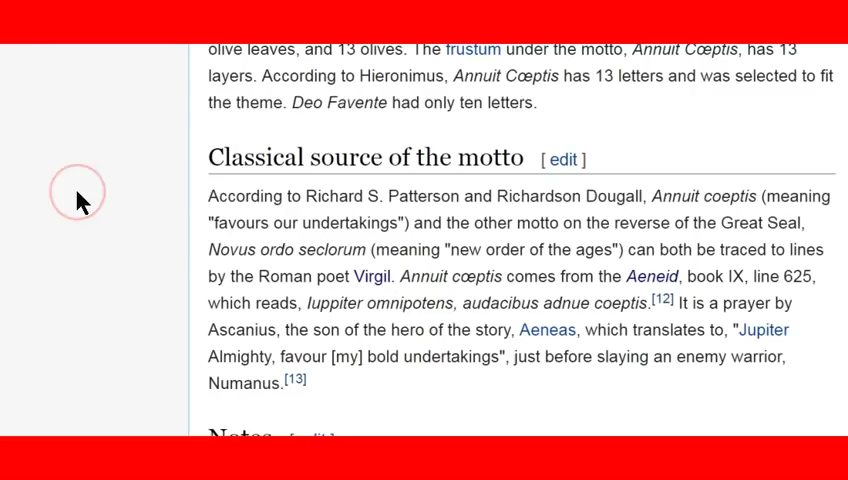 olive leaves, and 13 olives. The frustum under the motto, Annuit Cœptis, has 13
layers. According to Hieronimus, Annuit Cœptis has 13 letters and was selected to fit
the theme. Deo Favente had only ten letters.
Classical source of the motto [ edit ]
According to Richard S. Patterson and Richardson Dougall, Annuit coeptis (meaning
"favours our undertakings") and the other motto on the reverse of the Great Seal,
Novus ordo seclorum (meaning "new order of the ages") can both be traced to lines
by the Roman poet Virgil. Annuit cœptis comes from the Aeneid, book IX, line 625,
which reads, Iuppiter omnipotens, audacibus adnue coeptis.[12] It is a prayer by
Ascanius, the son of the hero of the story, Aeneas, which translates to, "Jupiter
Almighty, favour [my] bold undertakings", just before slaying an enemy warrior,
Numanus.[13]
Notes [ edit ]